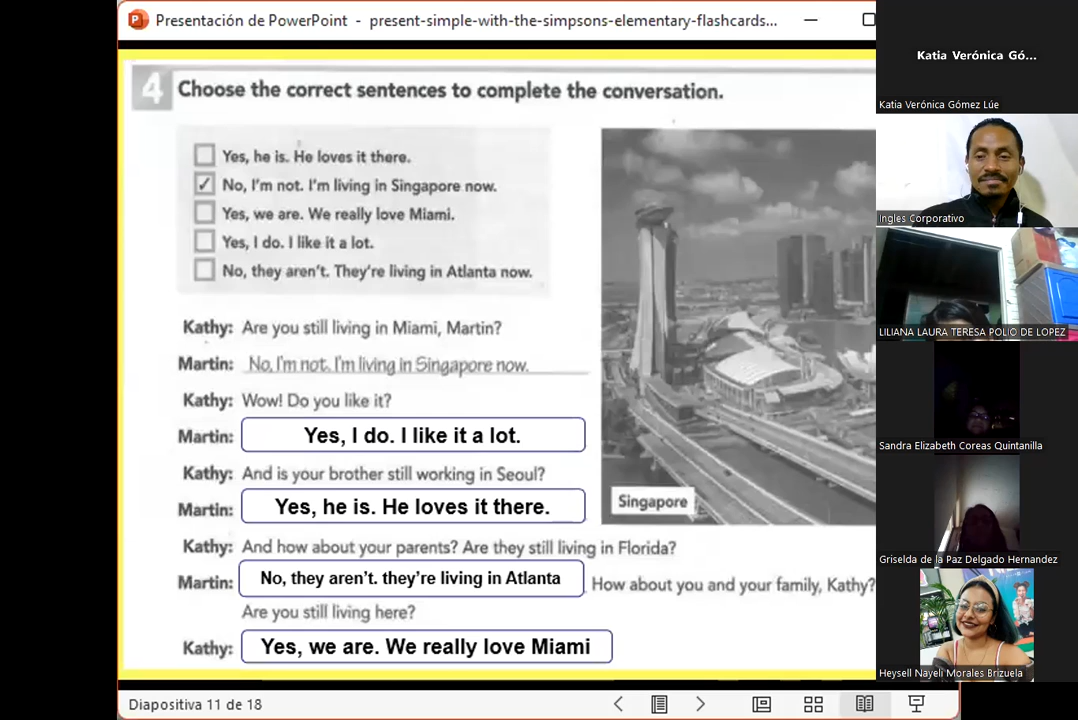 Presentación de PowerPoint - present-simple-with-the-simpsons-elementary-flashcards...
4 Choose the correct sentences to complete the conversation.
Yes, he is. He loves it there.
✓ No, I'm not. I'm living in Singapore now.
Yes, we are. We really love Miami.
Yes, I do. I like it a lot.
No, they aren't. They're living in Atlanta now.
Kathy: Are you still living in Miami, Martin?
Martin: No, I'm not. I'm living in Singapore now.
Kathy: Wow! Do you like it?
Martin: Yes, I do. I like it a lot.
Kathy: And is your brother still working in Seoul?
Martin: Yes, he is. He loves it there.
Kathy: And how about your parents? Are they still living in Florida?
Martin: No, they aren't. they're living in Atlanta . How about you and your family, Kathy?
Are you still living here?
Kathy: Yes, we are. We really love Miami
Singapore
Diapositiva 11 de 18
Katia Verónica Gó...
Katia Verónica Gómez Lúe
Ingles Corporativo
LILIANA LAURA TERESA POLIO DE LOPEZ
Sandra Elizabeth Coreas Quintanilla
Griselda de la Paz Delgado Hernandez
Heysell Nayeli Morales Brizuela